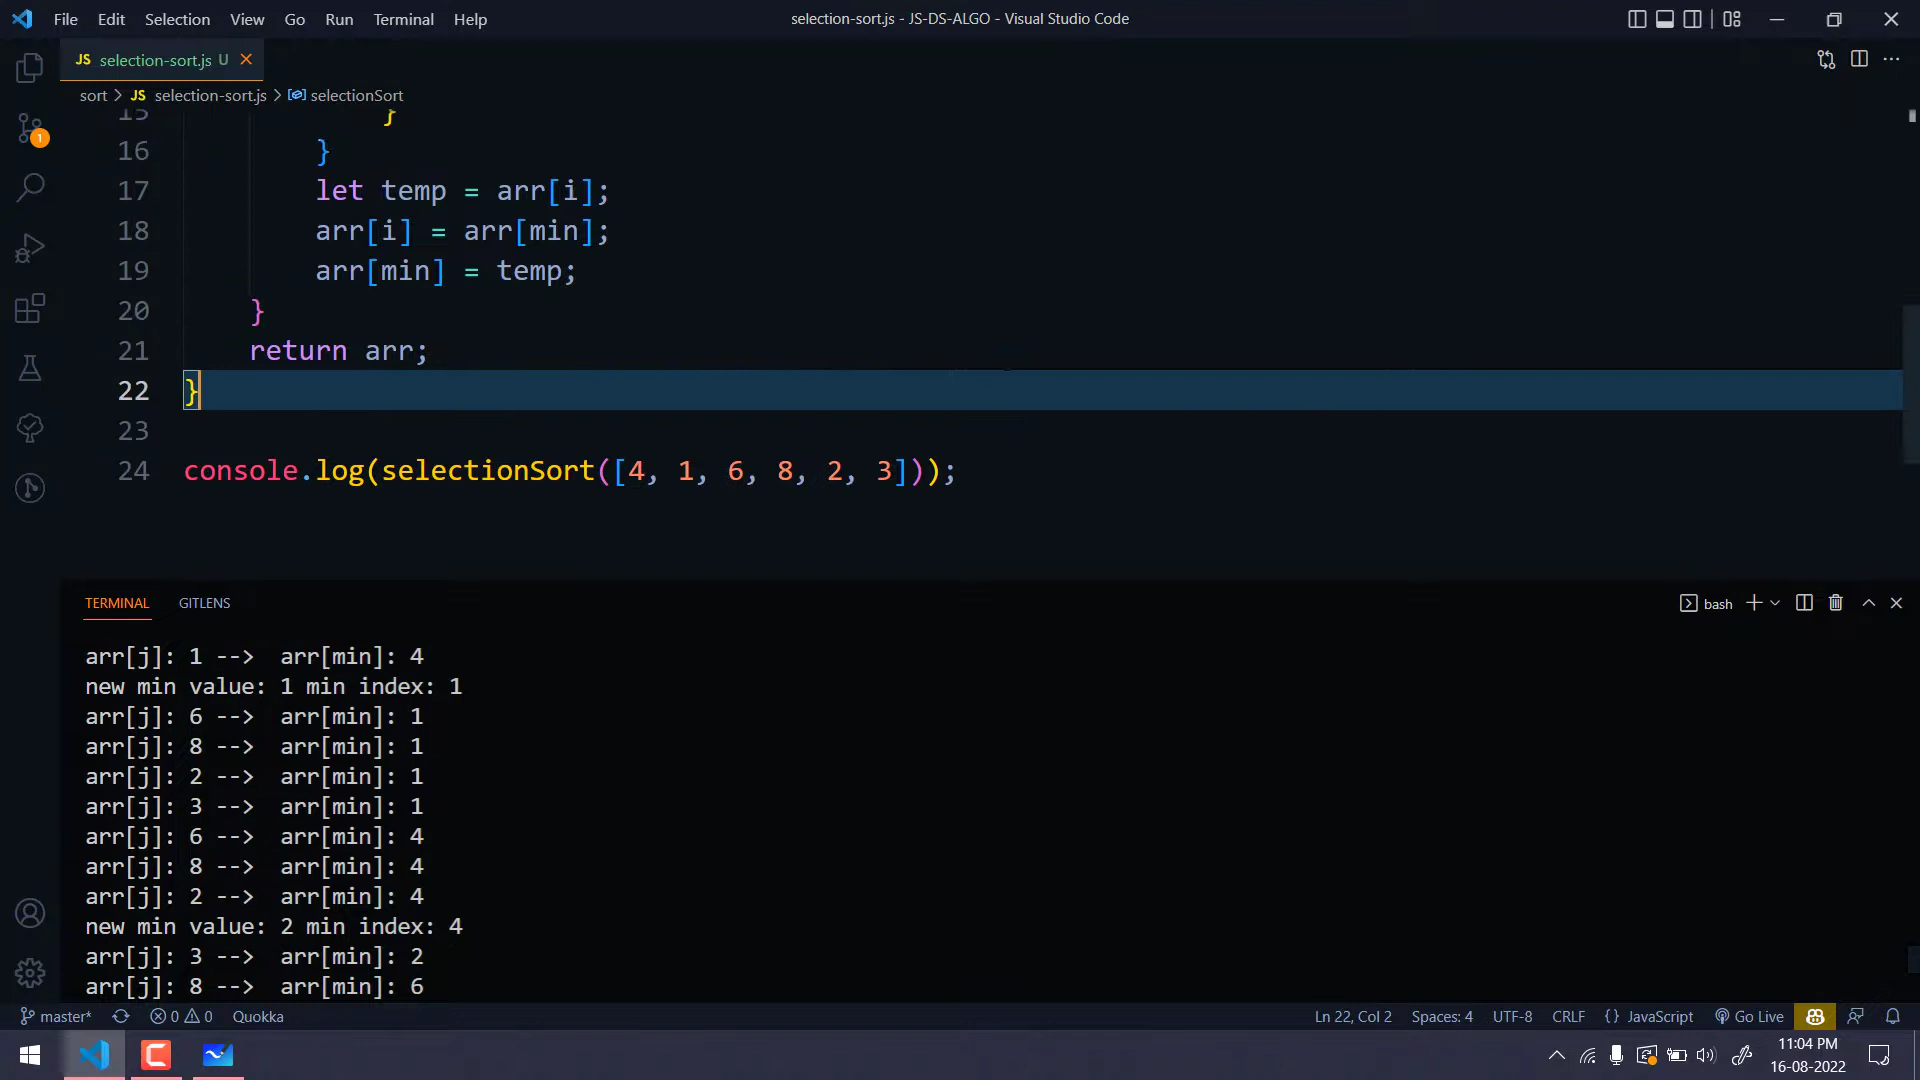 File Edit Selection View Go Run Terminal Help
selection-sort.js - JS-DS-ALGO - Visual Studio Code
JS selection-sort.js U
sort > JS selection-sort.js > selectionSort
15 }
16 }
17 let temp = arr[i];
18 arr[i] = arr[min];
19 arr[min] = temp;
20 }
21 return arr;
22 }
23
24 console.log(selectionSort([4, 1, 6, 8, 2, 3]));
1
TERMINAL GITLENS
bash
arr[j]: 1 -->  arr[min]: 4
new min value: 1 min index: 1
arr[j]: 6 -->  arr[min]: 1
arr[j]: 8 -->  arr[min]: 1
arr[j]: 2 -->  arr[min]: 1
arr[j]: 3 -->  arr[min]: 1
arr[j]: 6 -->  arr[min]: 4
arr[j]: 8 -->  arr[min]: 4
arr[j]: 2 -->  arr[min]: 4
new min value: 2 min index: 4
arr[j]: 3 -->  arr[min]: 2
arr[j]: 8 -->  arr[min]: 6
master* 0 0 Quokka
Ln 22, Col 2 Spaces: 4 UTF-8 CRLF {} JavaScript Go Live
11:04 PM
16-08-2022